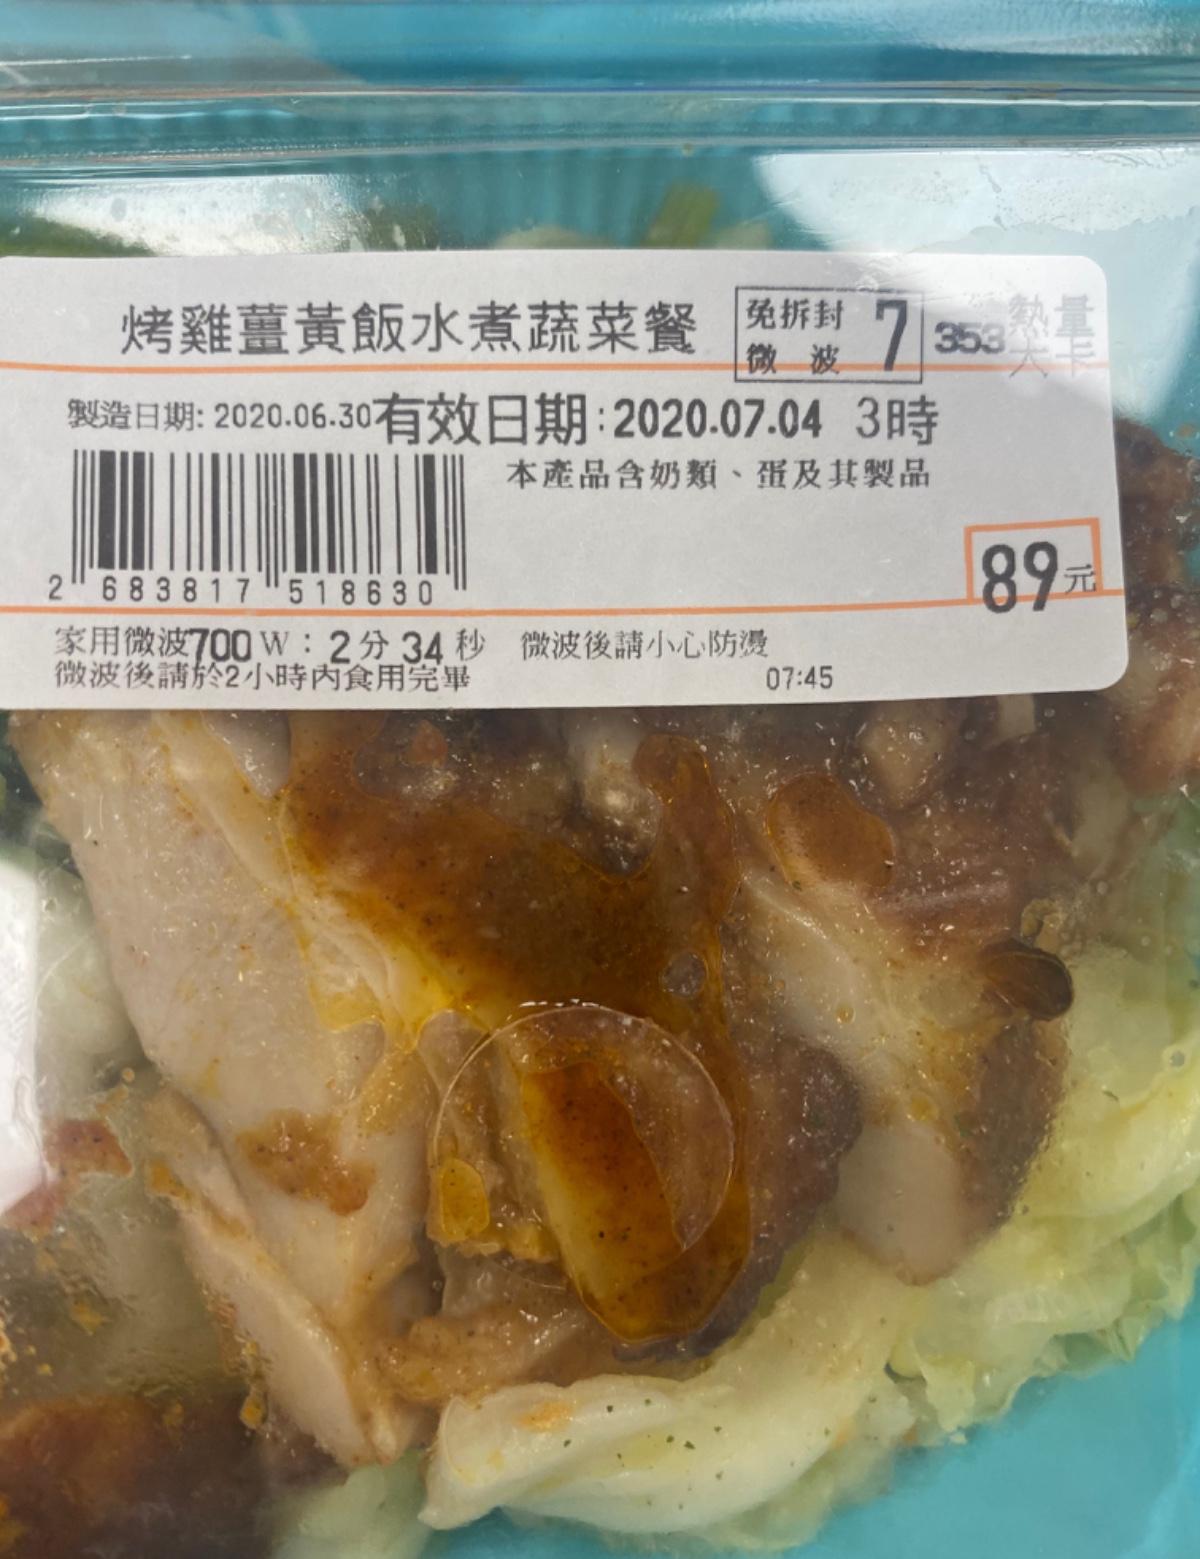 烤雞薑黃飯水煮蔬菜餐
免拆封
微 波
7
353
熱量
大卡
製造日期: 2020.06.30 有效日期:2020.07.04 3時
本產品含奶類、蛋及其製品
89元
2 683817 518630
家用微波700W:2分34秒 微波後請小心防燙
微波後請於2小時內食用完畢 07:45